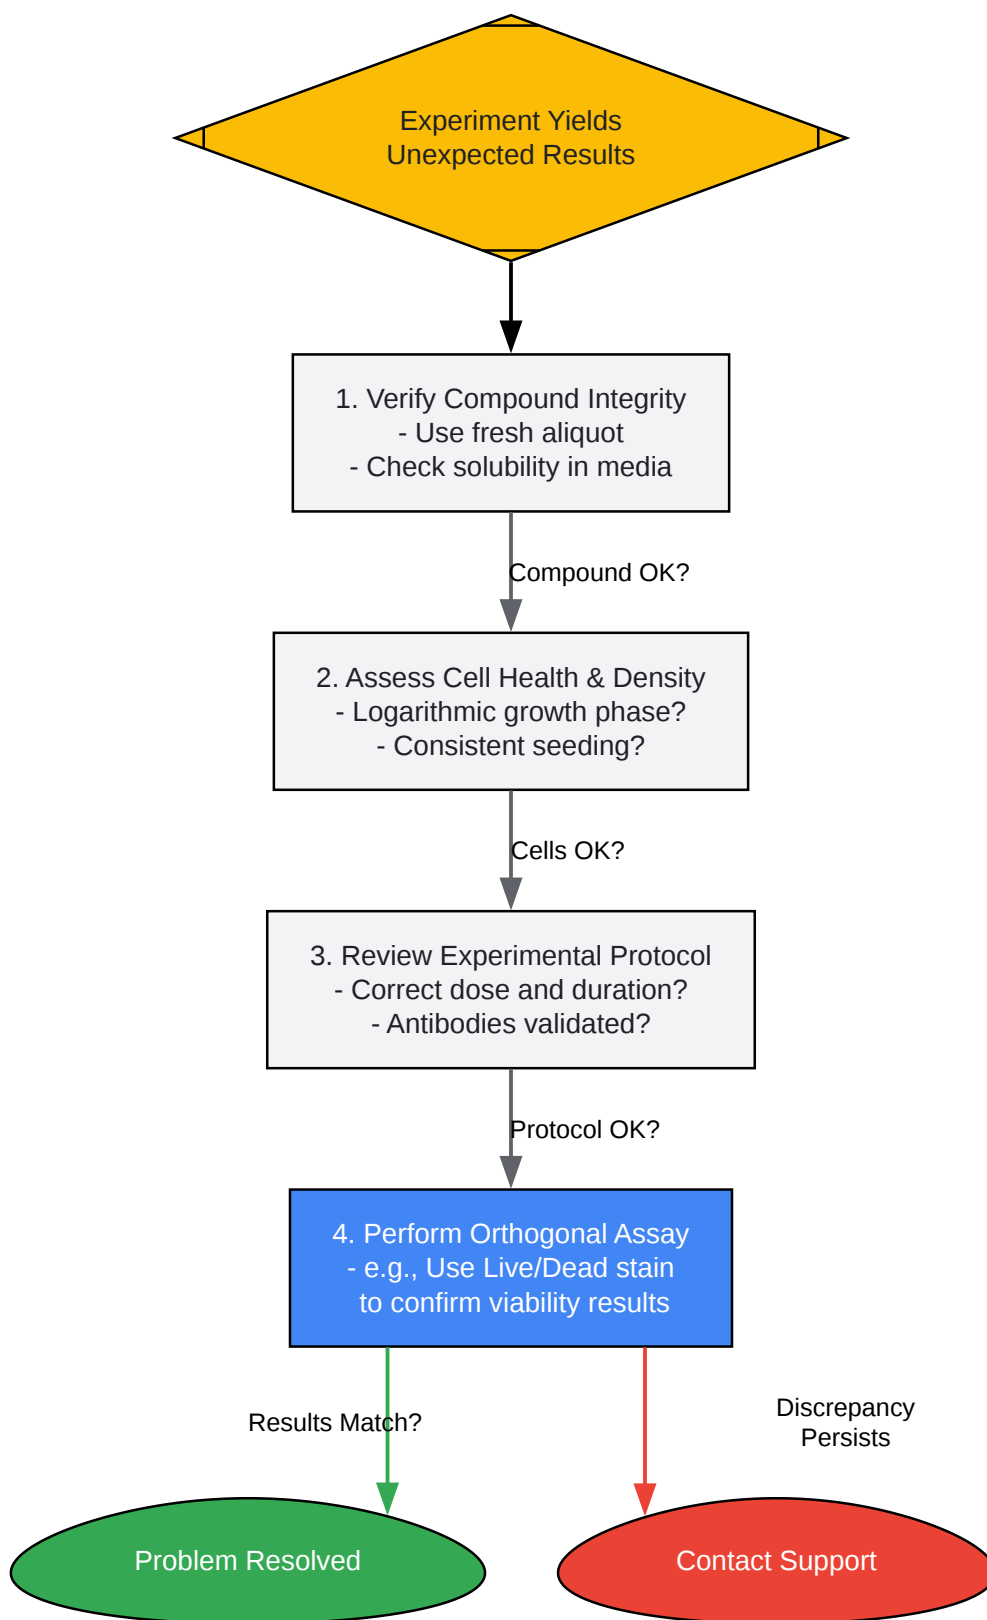 Experiment Yields
Unexpected Results
1. Verify Compound Integrity
- Use fresh aliquot
- Check solubility in media
Compound OK?
2. Assess Cell Health & Density
- Logarithmic growth phase?
- Consistent seeding?
Cells OK?
3. Review Experimental Protocol
- Correct dose and duration?
- Antibodies validated?
Protocol OK?
4. Perform Orthogonal Assay
- e.g., Use Live/Dead stain
to confirm viability results
Results Match?
Discrepancy
Persists
Problem Resolved
Contact Support